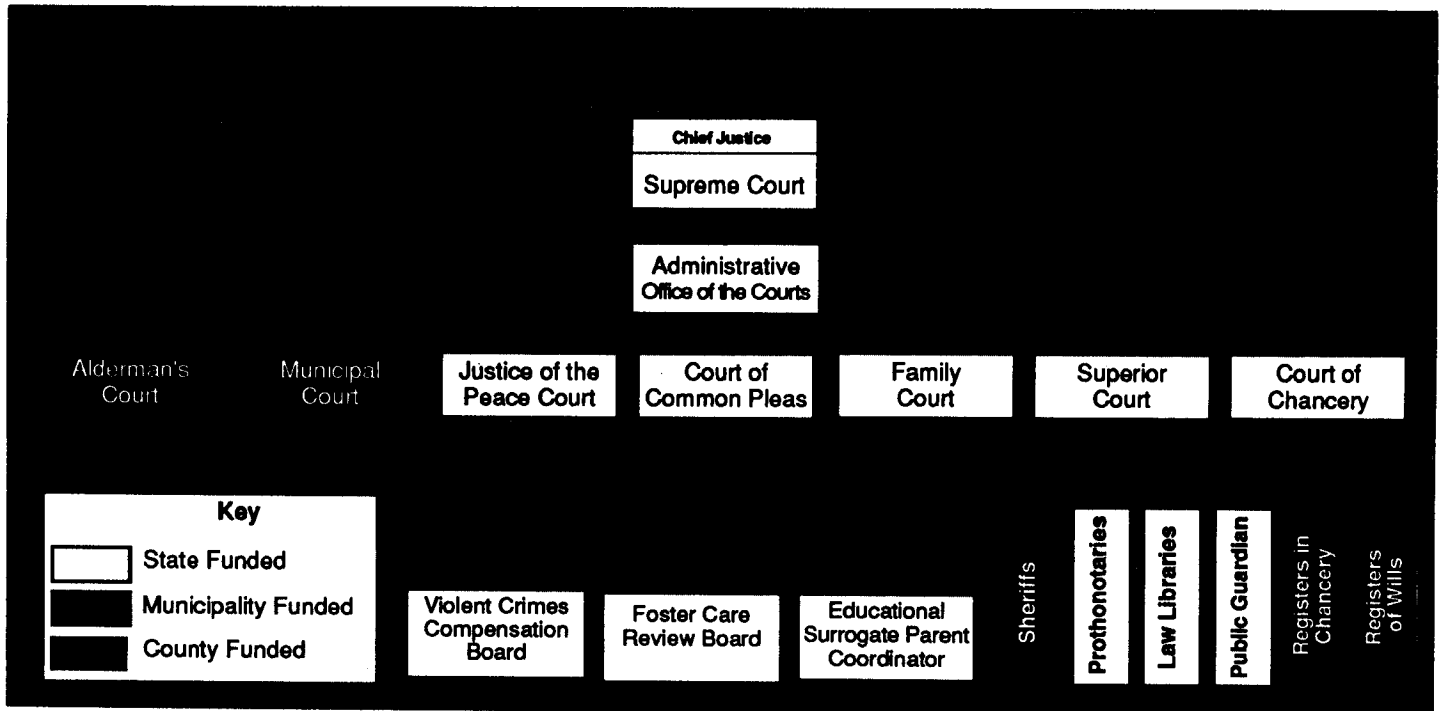 Chief Justice
Supreme Court
Administrative
Office of the Courts
Alderman's
Court
Municipal
Court
Justice of the
Peace Court
Court of
Common Pleas
Family
Court
Superior
Court
Court of
Chancery
Key
State Funded
Municipality Funded
County Funded
Violent Crimes
Compensation
Board
Foster Care
Review Board
Educational
Surrogate Parent
Coordinator
Sheriffs
Prothonotaries
Law Libraries
Public Guardian
Registers in
Chancery
Registers
of Wills